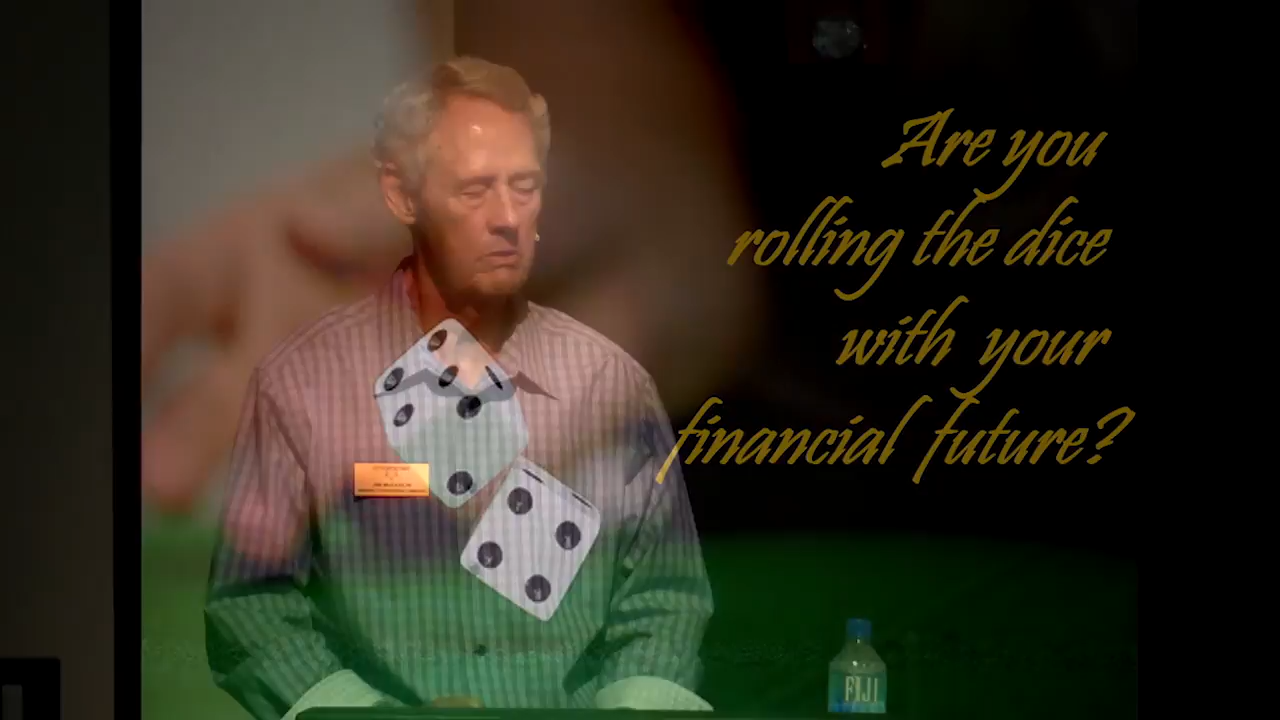 Are you
rolling the dice
with your
financial future?
FIJI